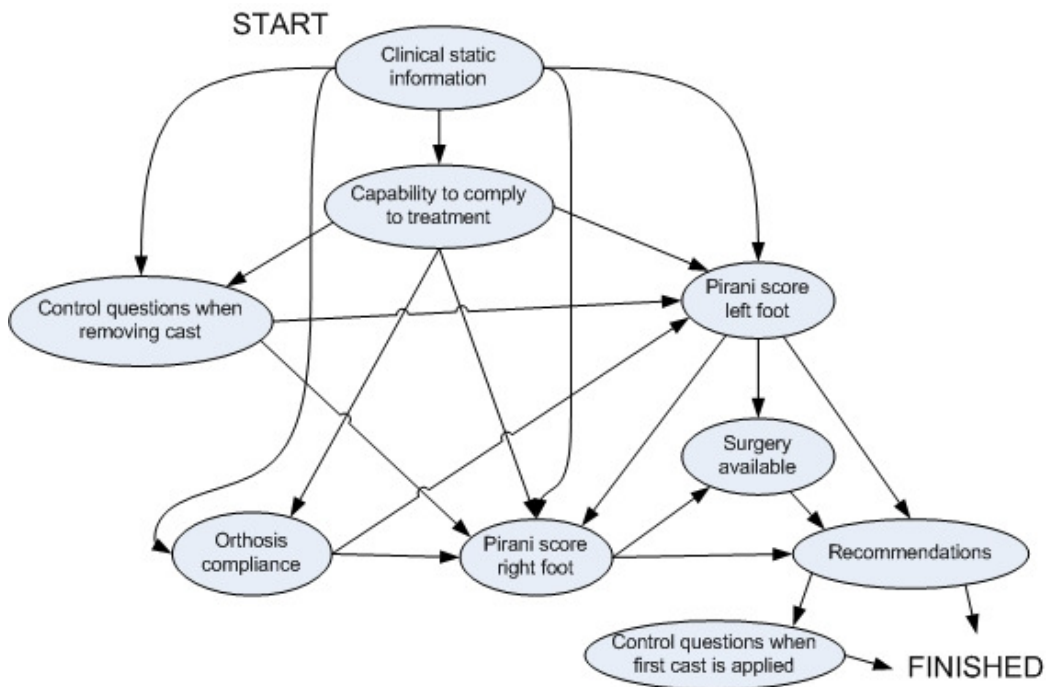 START
Clinical static
information
Capability to comply
to treatment
Control questions when
removing cast
Pirani score
left foot
Surgery
available
Orthosis
compliance
Pirani score
right foot
Recommendations
Control questions when
first cast is applied
FINISHED